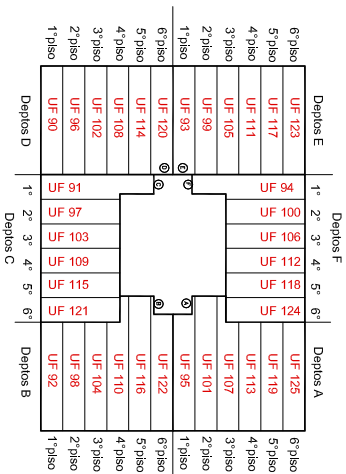 1°piso 2°piso 3°piso 4°piso 5°piso 6°piso 1°piso 2°piso 3°piso 4°piso 5°piso 6°piso
Deptos D
UF 90 UF 96 UF 102 UF 108 UF 114 UF 120
UF 93 UF 99 UF 105 UF 111 UF 117 UF 123
Deptos E
D E
C F
UF 91
UF 97
UF 103
UF 109
UF 115
UF 121
1° 2° 3° 4° 5° 6°
Deptos C
UF 94
UF 100
UF 106
UF 112
UF 118
UF 124
1° 2° 3° 4° 5° 6°
Deptos F
B A
Deptos B
UF 92 UF 98 UF 104 UF 110 UF 116 UF 122
UF 95 UF 101 UF 107 UF 113 UF 119 UF 125
Deptos A
1°piso 2°piso 3°piso 4°piso 5°piso 6°piso 1°piso 2°piso 3°piso 4°piso 5°piso 6°piso